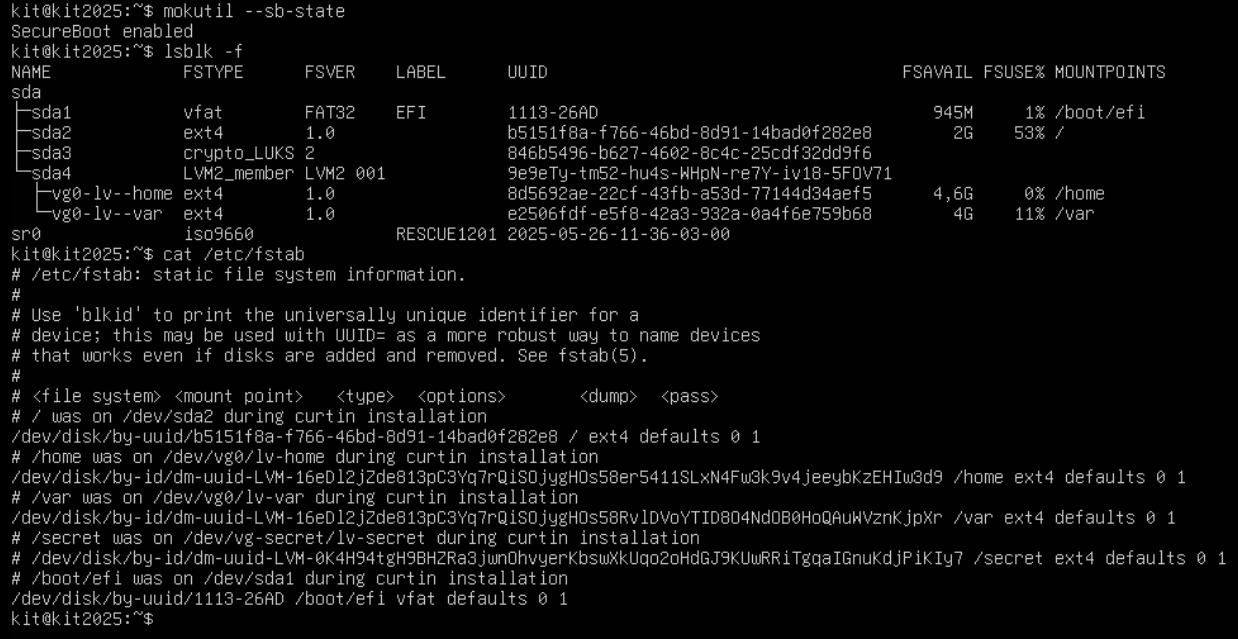 kit@kit2025:~$ mokutil --sb-state
SecureBoot enabled
kit@kit2025:~$ lsblk -f
NAME FSTYPE FSVER LABEL UUID FSAVAIL FSUSE% MOUNTPOINTS
sda
├─sda1 vfat FAT32 EFI 1113-26AD 945M 1% /boot/efi
├─sda2 ext4 1.0 b5151f8a-f766-46bd-8d91-14bad0f282e8 2G 53% /
├─sda3 crypto_LUKS 2 846b5496-b627-4602-8c4c-25cdf32dd9f6
└─sda4 LVM2_member LVM2 001 9e9eTy-tm52-hu4s-WHpN-re7Y-iv18-5FOV71
├─vg0-lv--home ext4 1.0 8d5692ae-22cf-43fb-a53d-77144d34aef5 4,6G 0% /home
└─vg0-lv--var ext4 1.0 e2506fdf-e5f8-42a3-932a-0a4f6e759b68 4G 11% /var
sr0 iso9660 RESCUE1201 2025-05-26-11-36-03-00
kit@kit2025:~$ cat /etc/fstab
# /etc/fstab: static file system information.
#
# Use 'blkid' to print the universally unique identifier for a
# device; this may be used with UUID= as a more robust way to name devices
# that works even if disks are added and removed. See fstab(5).
#
# <file system> <mount point> <type> <options> <dump> <pass>
# / was on /dev/sda2 during curtin installation
/dev/disk/by-uuid/b5151f8a-f766-46bd-8d91-14bad0f282e8 / ext4 defaults 0 1
# /home was on /dev/vg0/lv-home during curtin installation
/dev/disk/by-id/dm-uuid-LVM-16eDl2jZde813pC3Yq7rQiSOjygHOs58er5411SLxN4Fw3k9v4jeeybKzEHIw3d9 /home ext4 defaults 0 1
# /var was on /dev/vg0/lv-var during curtin installation
/dev/disk/by-id/dm-uuid-LVM-16eDl2jZde813pC3Yq7rQiSOjygHOs58RvlDVoYTID8O4NdOB0HoQAuWVznKjpXr /var ext4 defaults 0 1
# /secret was on /dev/vg-secret/lv-secret during curtin installation
# /dev/disk/by-id/dm-uuid-LVM-0K4H94tgH9BHZRa3jwnOhvyerKbswXkUqo2oHdGJ9KUwRRiTgqaIGnuKdjPiKIy7 /secret ext4 defaults 0 1
# /boot/efi was on /dev/sda1 during curtin installation
/dev/disk/by-uuid/1113-26AD /boot/efi vfat defaults 0 1
kit@kit2025:~$